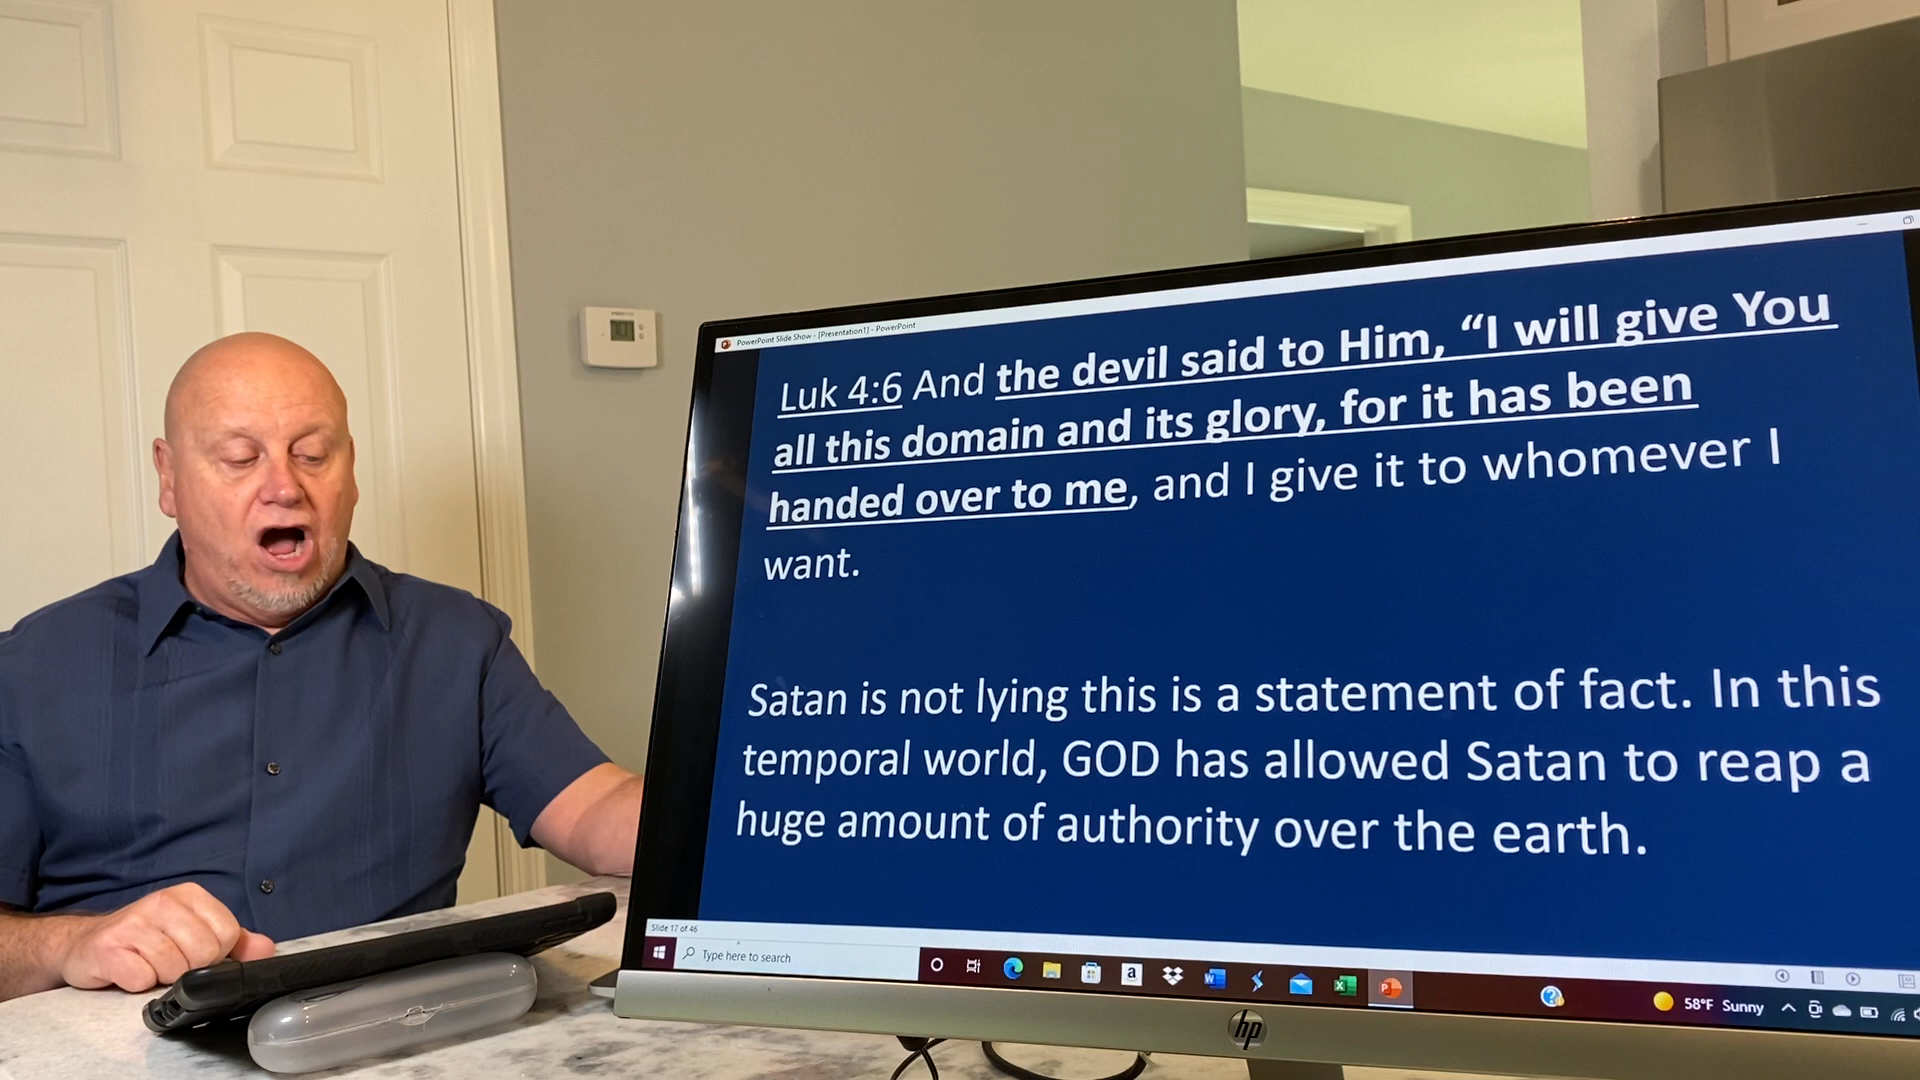 PowerPoint Slide Show - [Presentation1] - PowerPoint
Luk 4:6 And the devil said to Him, “I will give You
all this domain and its glory, for it has been
handed over to me, and I give it to whomever I
want.
Satan is not lying this is a statement of fact. In this
temporal world, GOD has allowed Satan to reap a
huge amount of authority over the earth.
Slide 17 of 46
Type here to search
58°F Sunny
hp